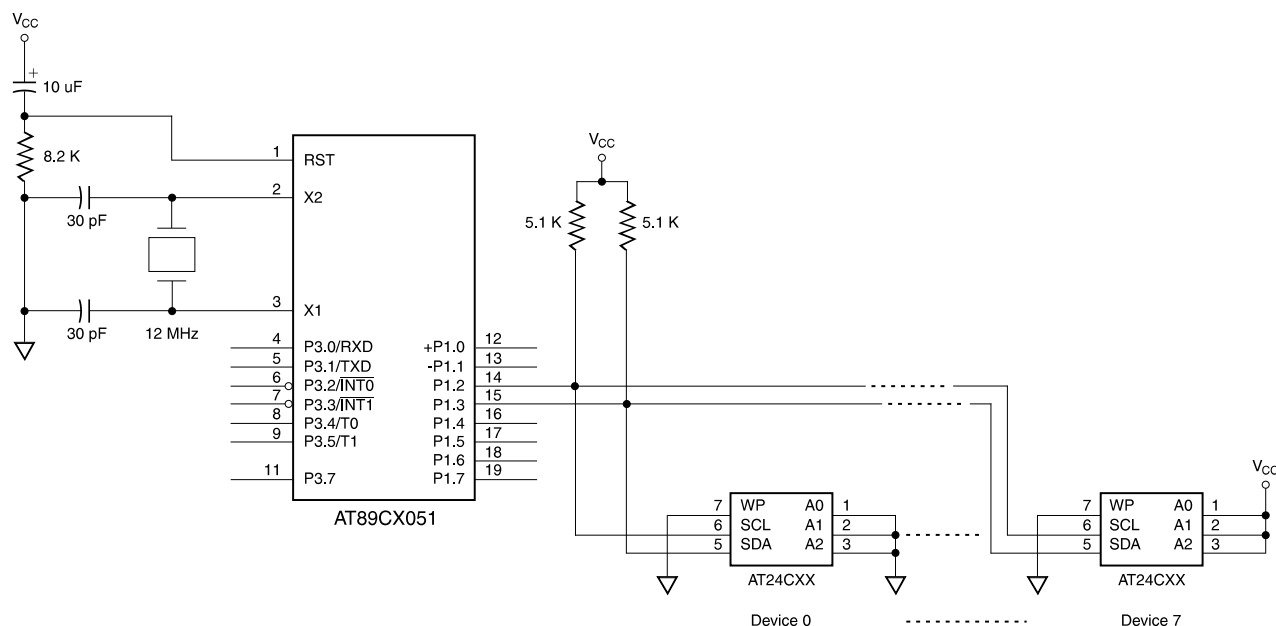 VCC
+
10 uF
8.2 K
30 pF
30 pF
12 MHz
1 RST
2 X2
3 X1
4 P3.0/RXD +P1.0 12
5 P3.1/TXD -P1.1 13
6 P3.2/INT0 P1.2 14
7 P3.3/INT1 P1.3 15
8 P3.4/T0 P1.4 16
9 P3.5/T1 P1.5 17
P1.6 18
11 P3.7 P1.7 19
AT89CX051
VCC
5.1 K 5.1 K
7 WP A0 1
6 SCL A1 2
5 SDA A2 3
AT24CXX
Device 0
VCC
7 WP A0 1
6 SCL A1 2
5 SDA A2 3
AT24CXX
Device 7